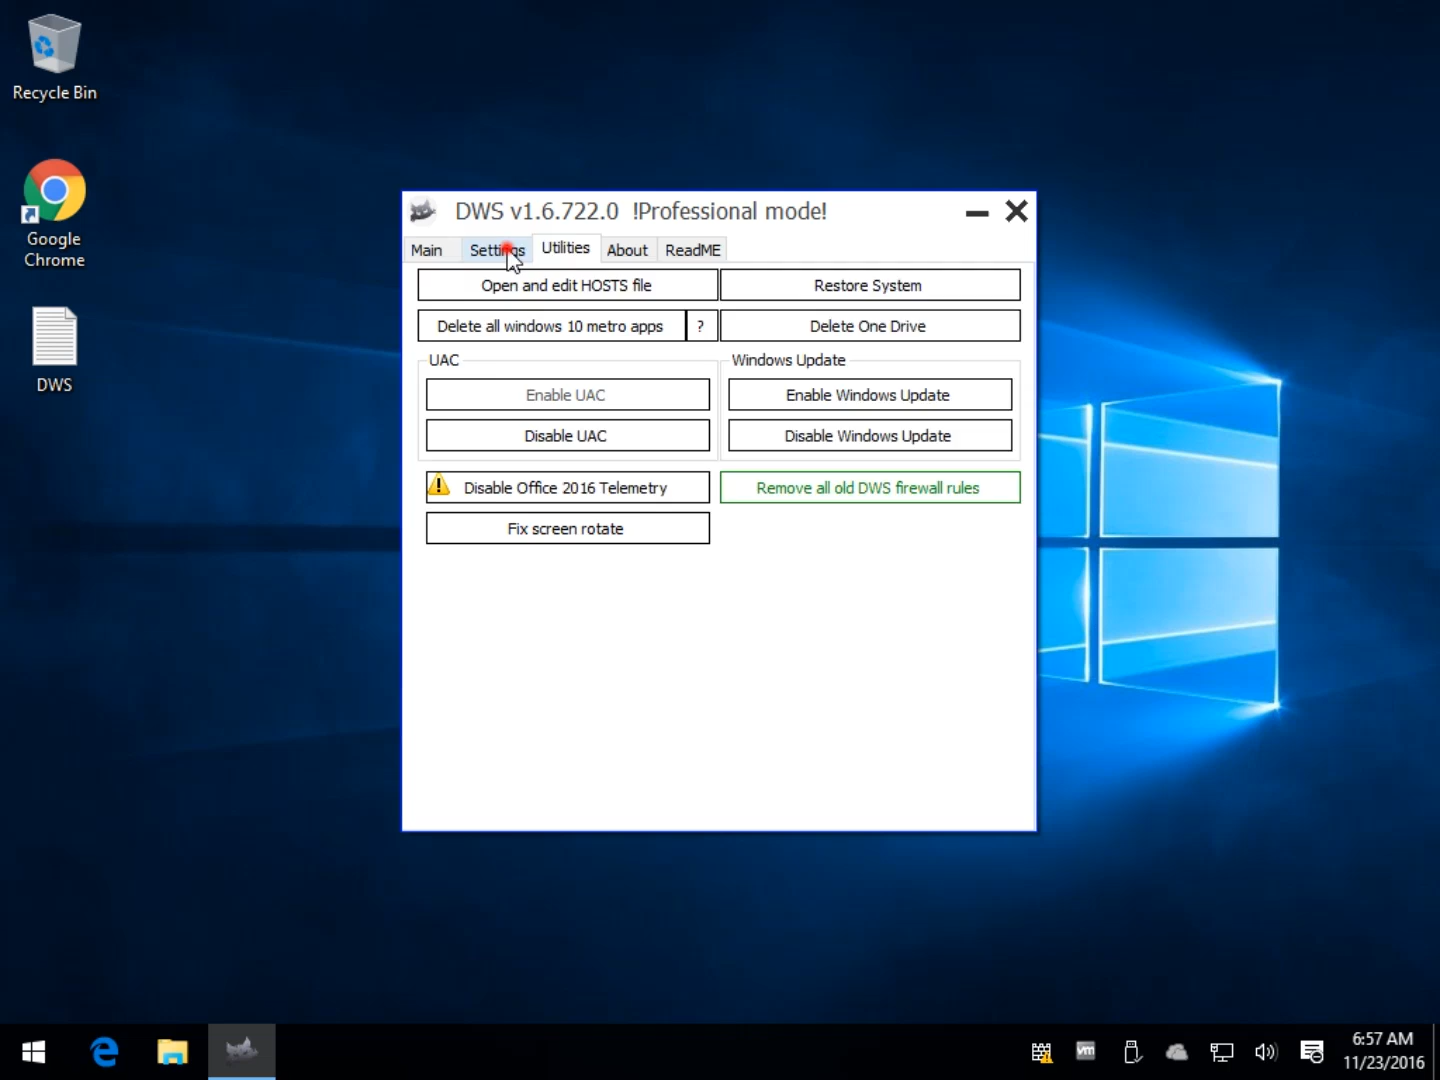 Recycle Bin
Google
Chrome
DWS
DWS v1.6.722.0 !Professional mode!
Main Settings Utilities About ReadME
Open and edit HOSTS file Restore System
Delete all windows 10 metro apps ? Delete One Drive
UAC Windows Update
Enable UAC Enable Windows Update
Disable UAC Disable Windows Update
Disable Office 2016 Telemetry Remove all old DWS firewall rules
Fix screen rotate
vm
6:57 AM
11/23/2016